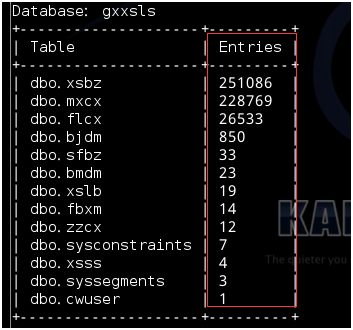 Database: gxxsls
Table Entries
dbo.xsbz 251086
dbo.mxcx 228769
dbo.flcx 26533
dbo.bjdm 850
dbo.sfbz 33
dbo.bmdm 23
dbo.xslb 19
dbo.fbxm 14
dbo.zzcx 12
dbo.sysconstraints 7
dbo.xsss 4
dbo.syssegments 3
dbo.cwuser 1
KA
The quieter you